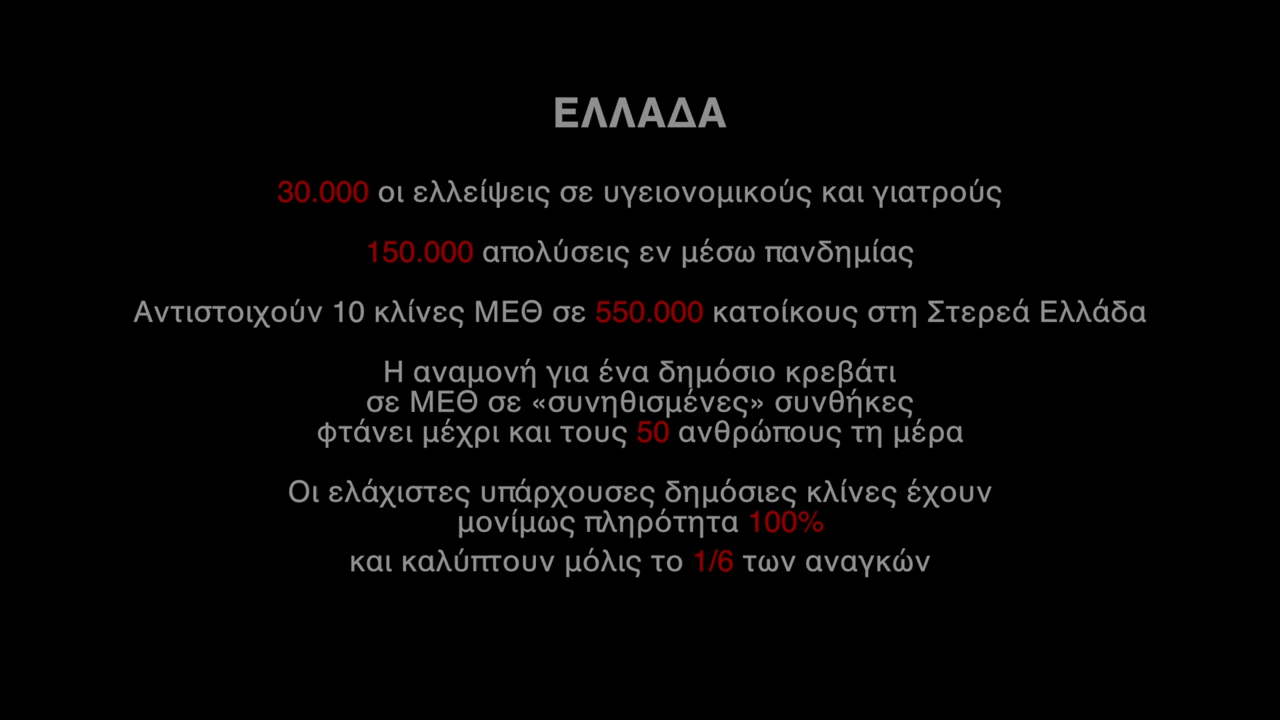 ΕΛΛΑΔΑ
30.000 οι ελλείψεις σε υγειονομικούς και γιατρούς
150.000 απολύσεις εν μέσω πανδημίας
Αντιστοιχούν 10 κλίνες ΜΕΘ σε 550.000 κατοίκους στη Στερεά Ελλάδα
Η αναμονή για ένα δημόσιο κρεβάτι
σε ΜΕΘ σε «συνηθισμένες» συνθήκες
φτάνει μέχρι και τους 50 ανθρώπους τη μέρα
Οι ελάχιστες υπάρχουσες δημόσιες κλίνες έχουν
μονίμως πληρότητα 100%
και καλύπτουν μόλις το 1/6 των αναγκών